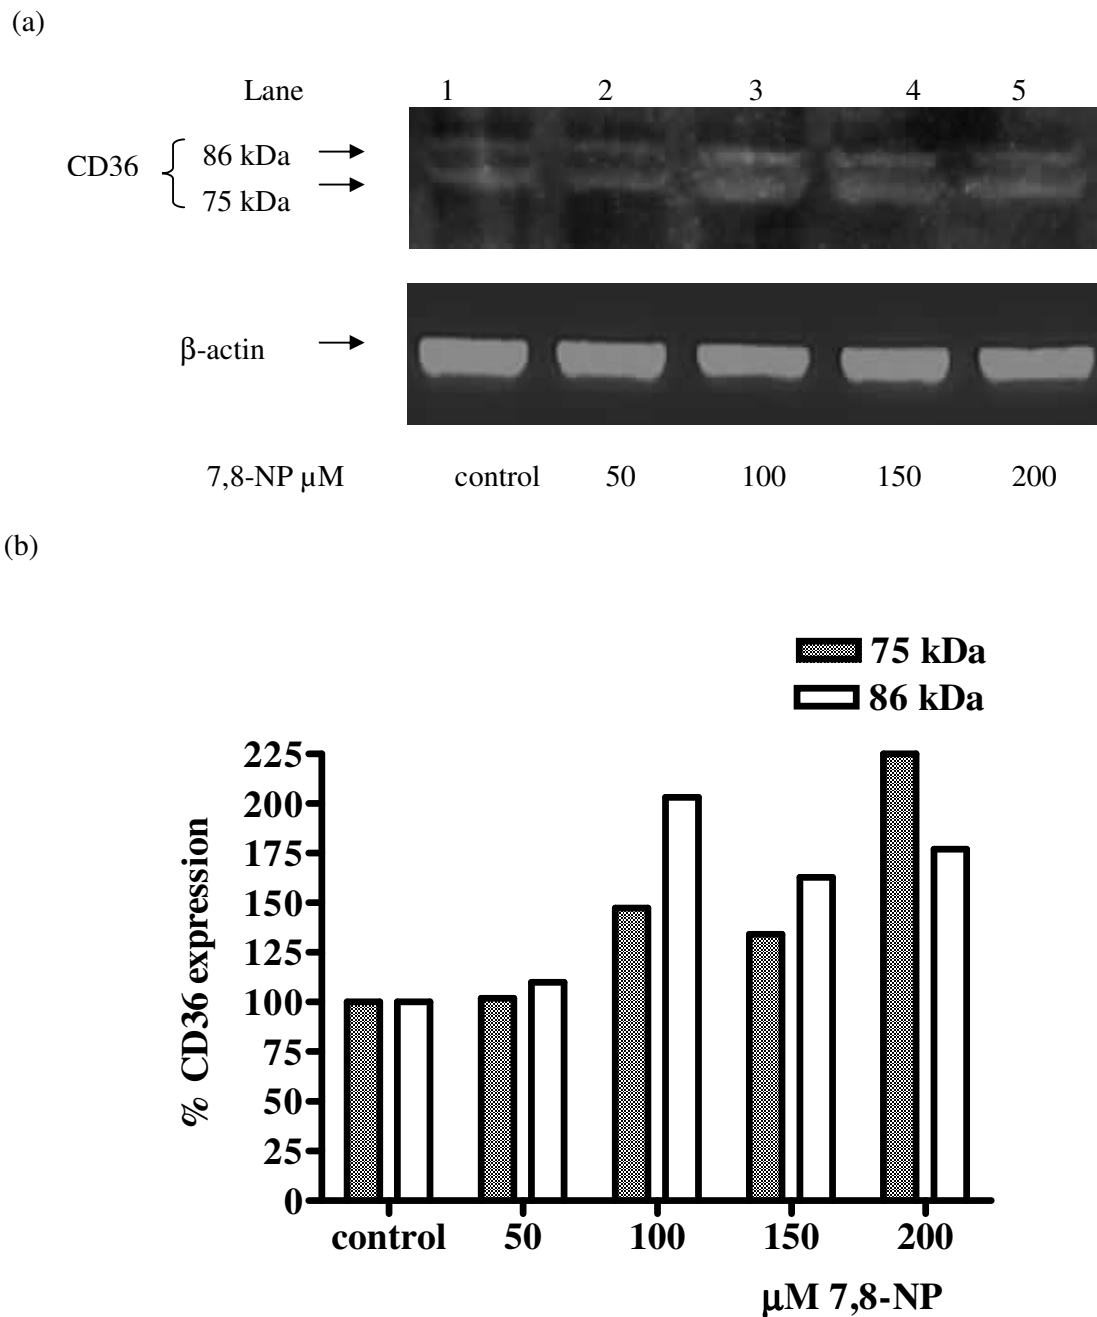 (a)
Lane 1 2 3 4 5
CD36 { 86 kDa
75 kDa
β-actin
7,8-NP μM control 50 100 150 200
(b)
75 kDa
86 kDa
% CD36 expression
225
200
175
150
125
100
75
50
25
0
control 50 100 150 200
μM 7,8-NP